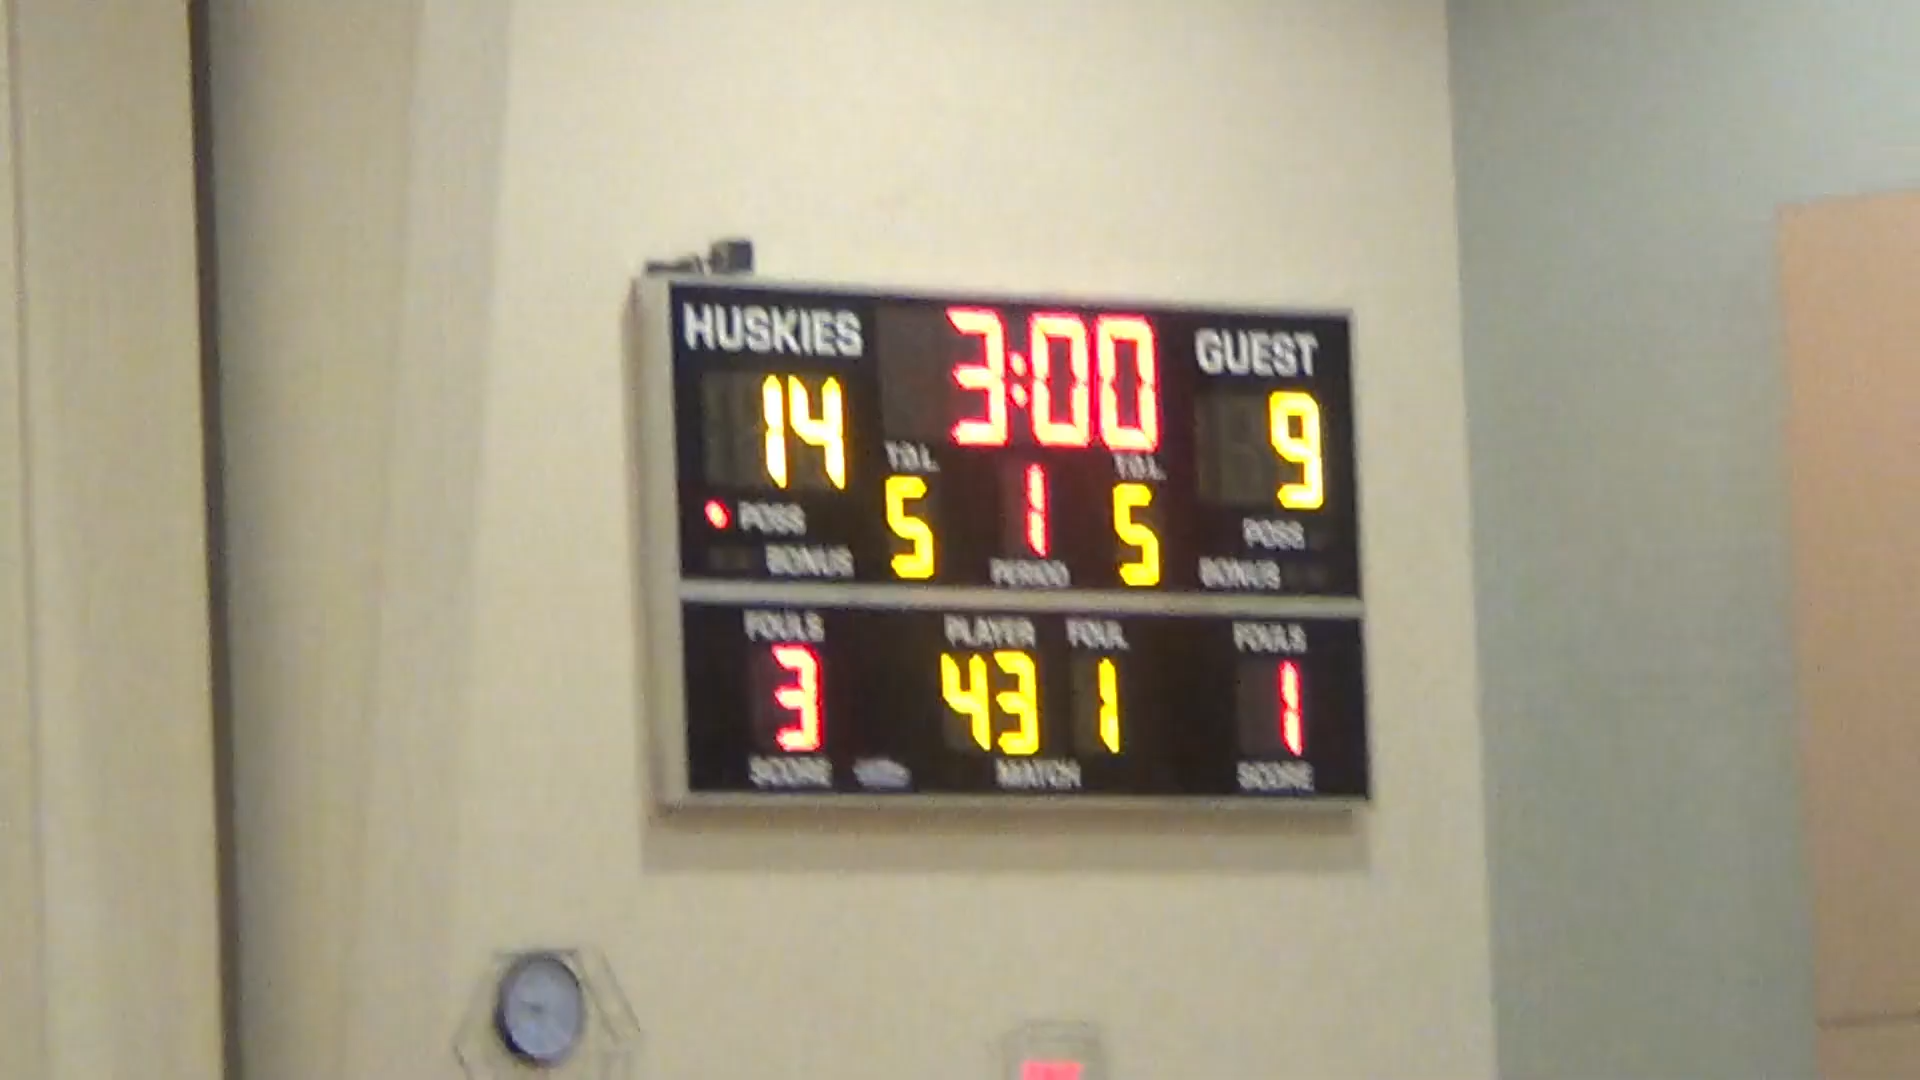 HUSKIES 3:00 GUEST
14 9
T.O.L. T.O.L.
5 1 5
POSS POSS
BONUS PERIOD BONUS
FOULS PLAYER FOUL FOULS
3 43 1 1
SCORE MATCH SCORE